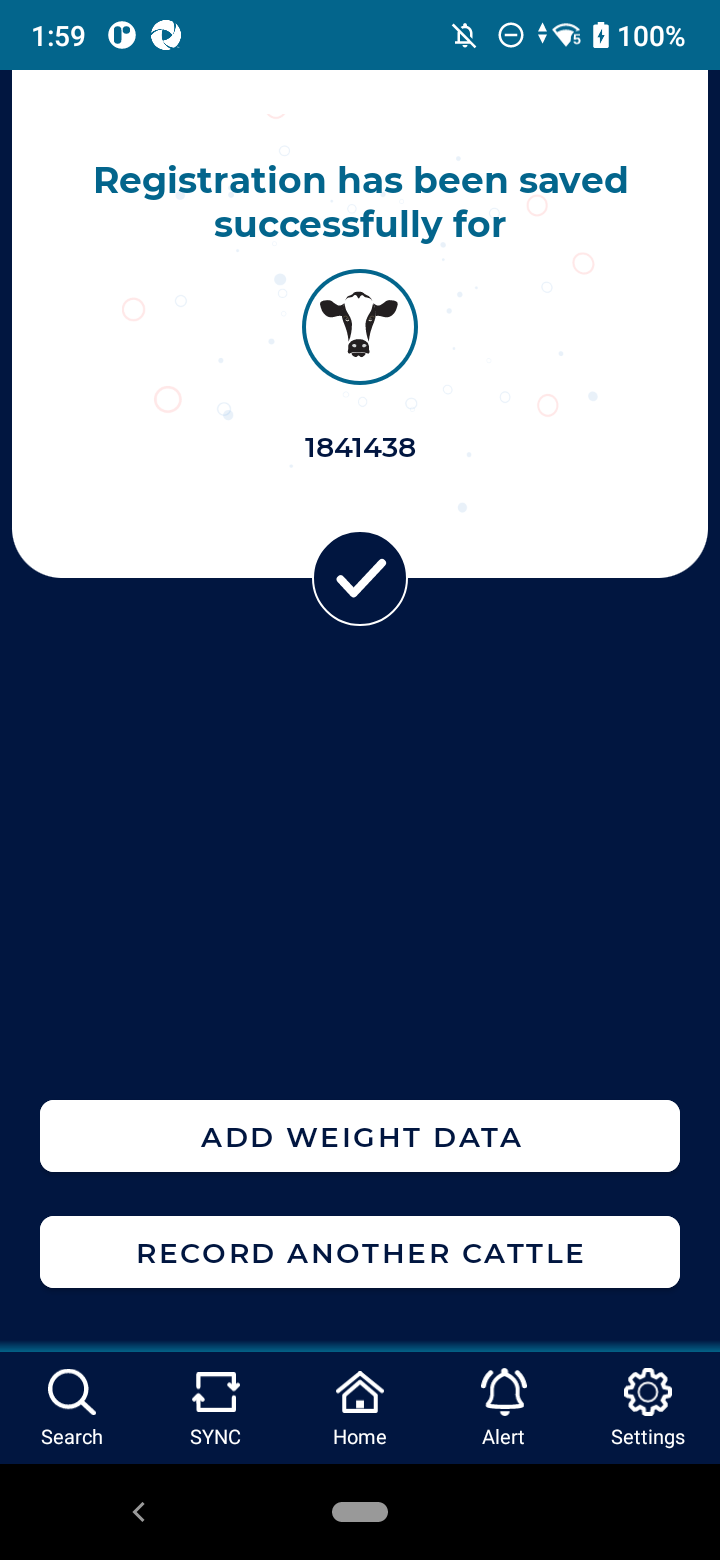 1:59
5
100%
Registration has been saved
successfully for
1841438
ADD WEIGHT DATA
RECORD ANOTHER CATTLE
Search
SYNC
Home
Alert
Settings